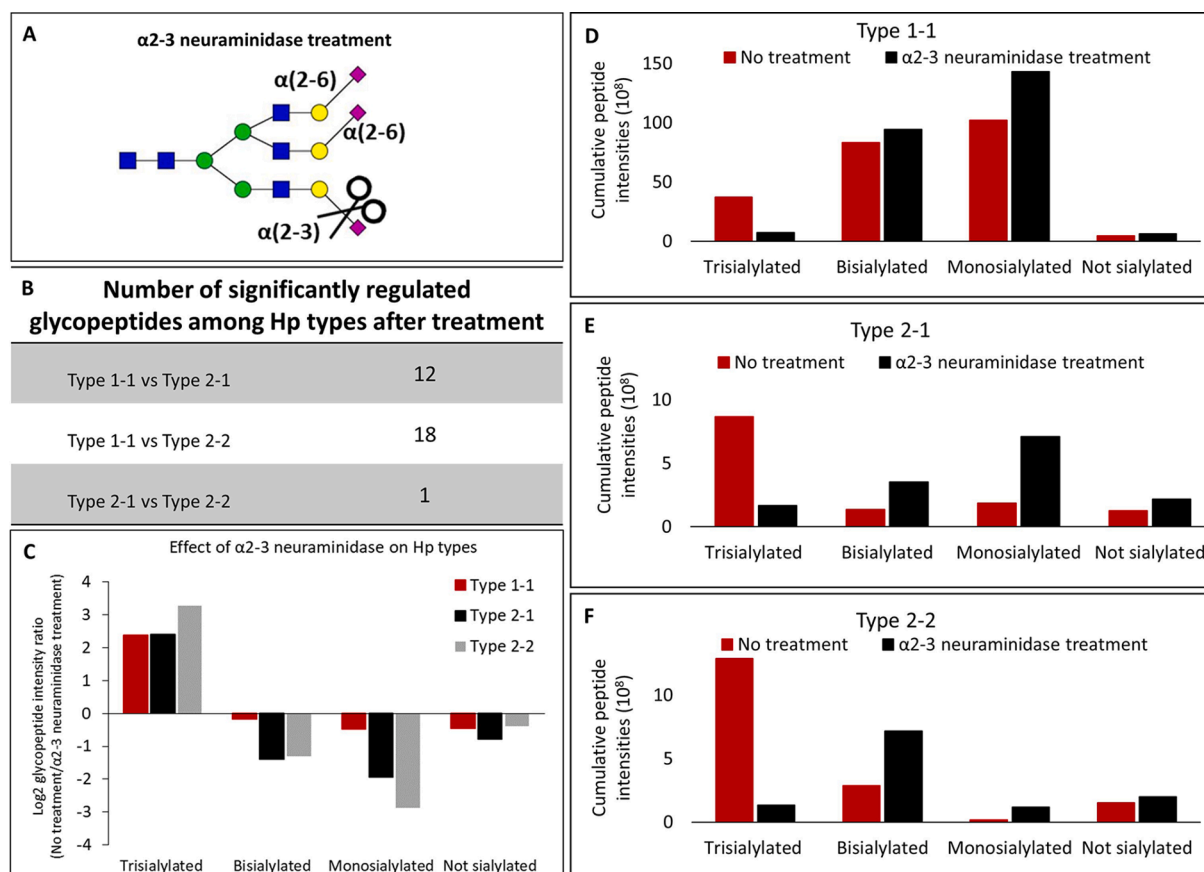 A
α2-3 neuraminidase treatment
α(2-6)
α(2-6)
α(2-3)
B
Number of significantly regulated
glycopeptides among Hp types after treatment
Type 1-1 vs Type 2-1 12
Type 1-1 vs Type 2-2 18
Type 2-1 vs Type 2-2 1
C
Effect of α2-3 neuraminidase on Hp types
Log2 glycopeptide intensity ratio
(No treatment/α2-3 neuraminidase treatment)
4
3
2
1
0
-1
-2
-3
-4
Type 1-1
Type 2-1
Type 2-2
Trisialylated Bisialylated Monosialylated Not sialylated
D
Type 1-1
No treatment α2-3 neuraminidase treatment
Cumulative peptide
intensities (10⁸)
150
100
50
0
Trisialylated Bisialylated Monosialylated Not sialylated
E
Type 2-1
No treatment α2-3 neuraminidase treatment
Cumulative peptide
intensities (10⁸)
10
5
0
Trisialylated Bisialylated Monosialylated Not sialylated
F
Type 2-2
No treatment α2-3 neuraminidase treatment
Cumulative peptide
intensities (10⁸)
10
5
0
Trisialylated Bisialylated Monosialylated Not sialylated